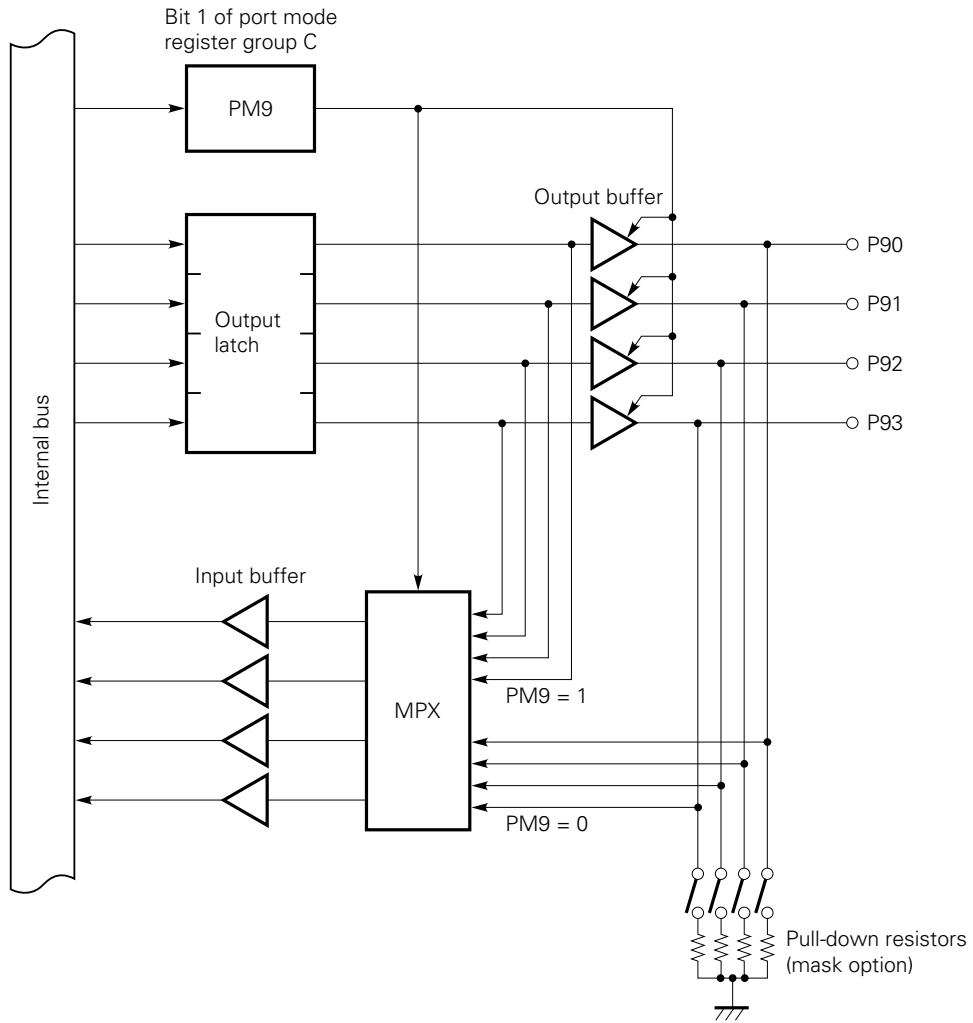 Bit 1 of port mode
register group C
PM9
Output buffer
P90
P91
Output
latch
P92
P93
Internal bus
Input buffer
PM9 = 1
MPX
PM9 = 0
Pull-down resistors
(mask option)